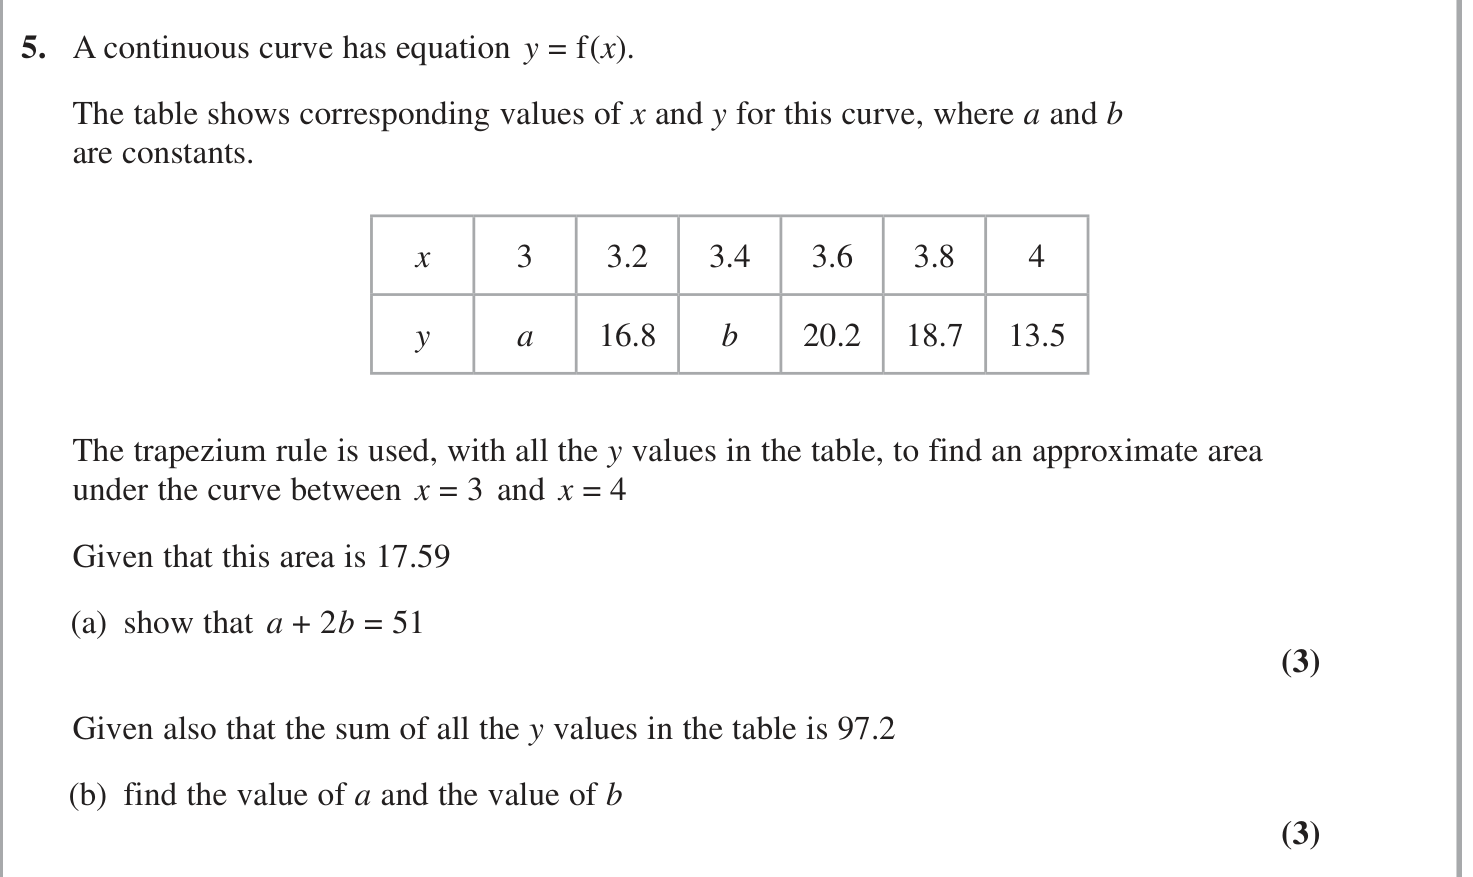 5. A continuous curve has equation y = f(x).
The table shows corresponding values of x and y for this curve, where a and b
are constants.
x 3 3.2 3.4 3.6 3.8 4
y a 16.8 b 20.2 18.7 13.5
The trapezium rule is used, with all the y values in the table, to find an approximate area
under the curve between x = 3 and x = 4
Given that this area is 17.59
(a) show that a + 2b = 51
(3)
Given also that the sum of all the y values in the table is 97.2
(b) find the value of a and the value of b
(3)